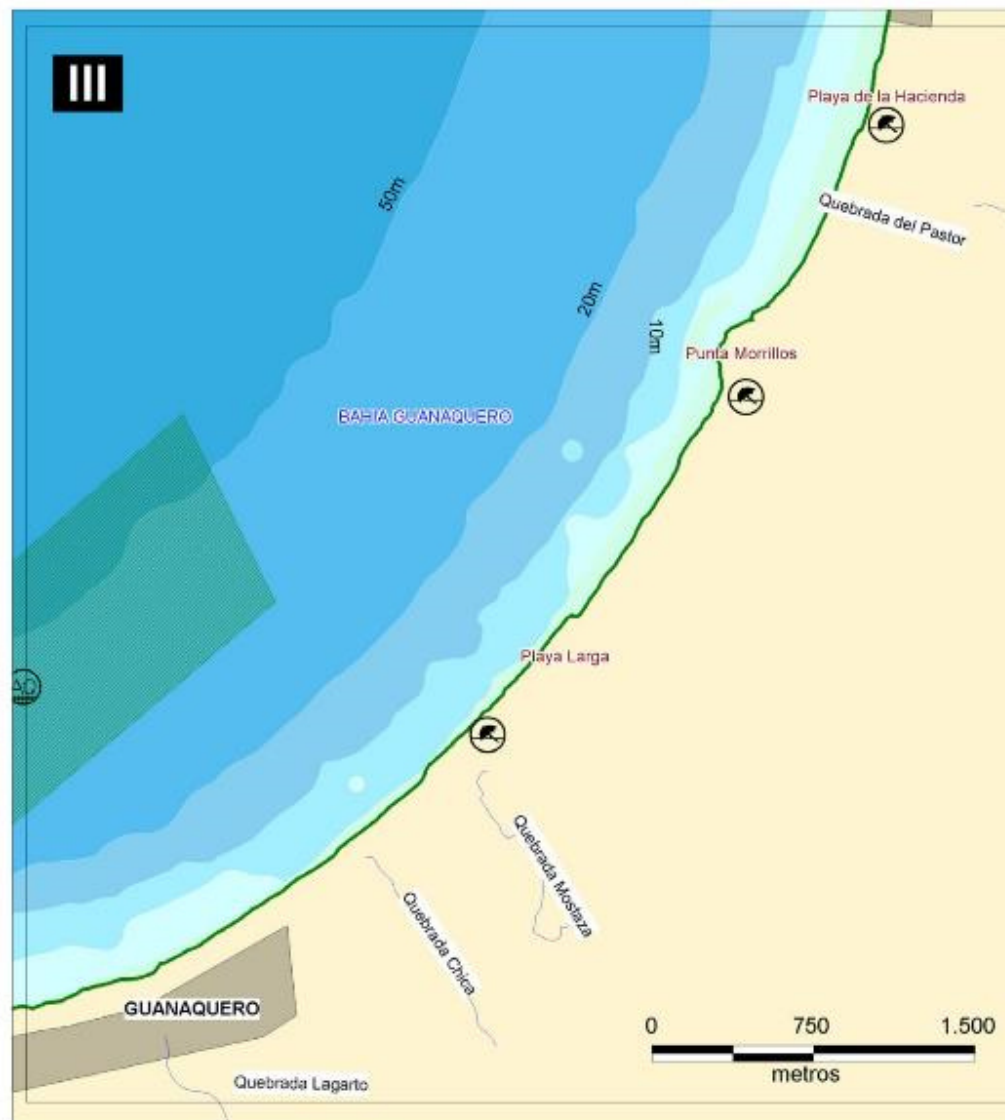 III
Playa de la Hacienda
50m
Quebrada del Pastor
20m
10m
Punta Morrillos
BAHIA GUANAQUERO
Playa Larga
Quebrada Mostaza
Quebrada Chica
GUANAQUERO
0 750 1.500
metros
Quebrada Lagarto